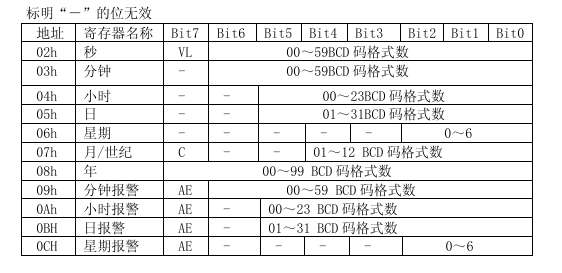 标明“－”的位无效
地址 寄存器名称 Bit7 Bit6 Bit5 Bit4 Bit3 Bit2 Bit1 Bit0
02h 秒 VL 00～59BCD 码格式数
03h 分钟 - 00～59BCD 码格式数
04h 小时 - - 00～23BCD 码格式数
05h 日 - - 01～31BCD 码格式数
06h 星期 - - - - - 0～6
07h 月/世纪 C - - 01～12 BCD 码格式数
08h 年 00～99 BCD 码格式数
09h 分钟报警 AE 00～59 BCD 码格式数
0Ah 小时报警 AE - 00～23 BCD 码格式数
0BH 日报警 AE - 01～31 BCD 码格式数
0CH 星期报警 AE - - - - 0～6